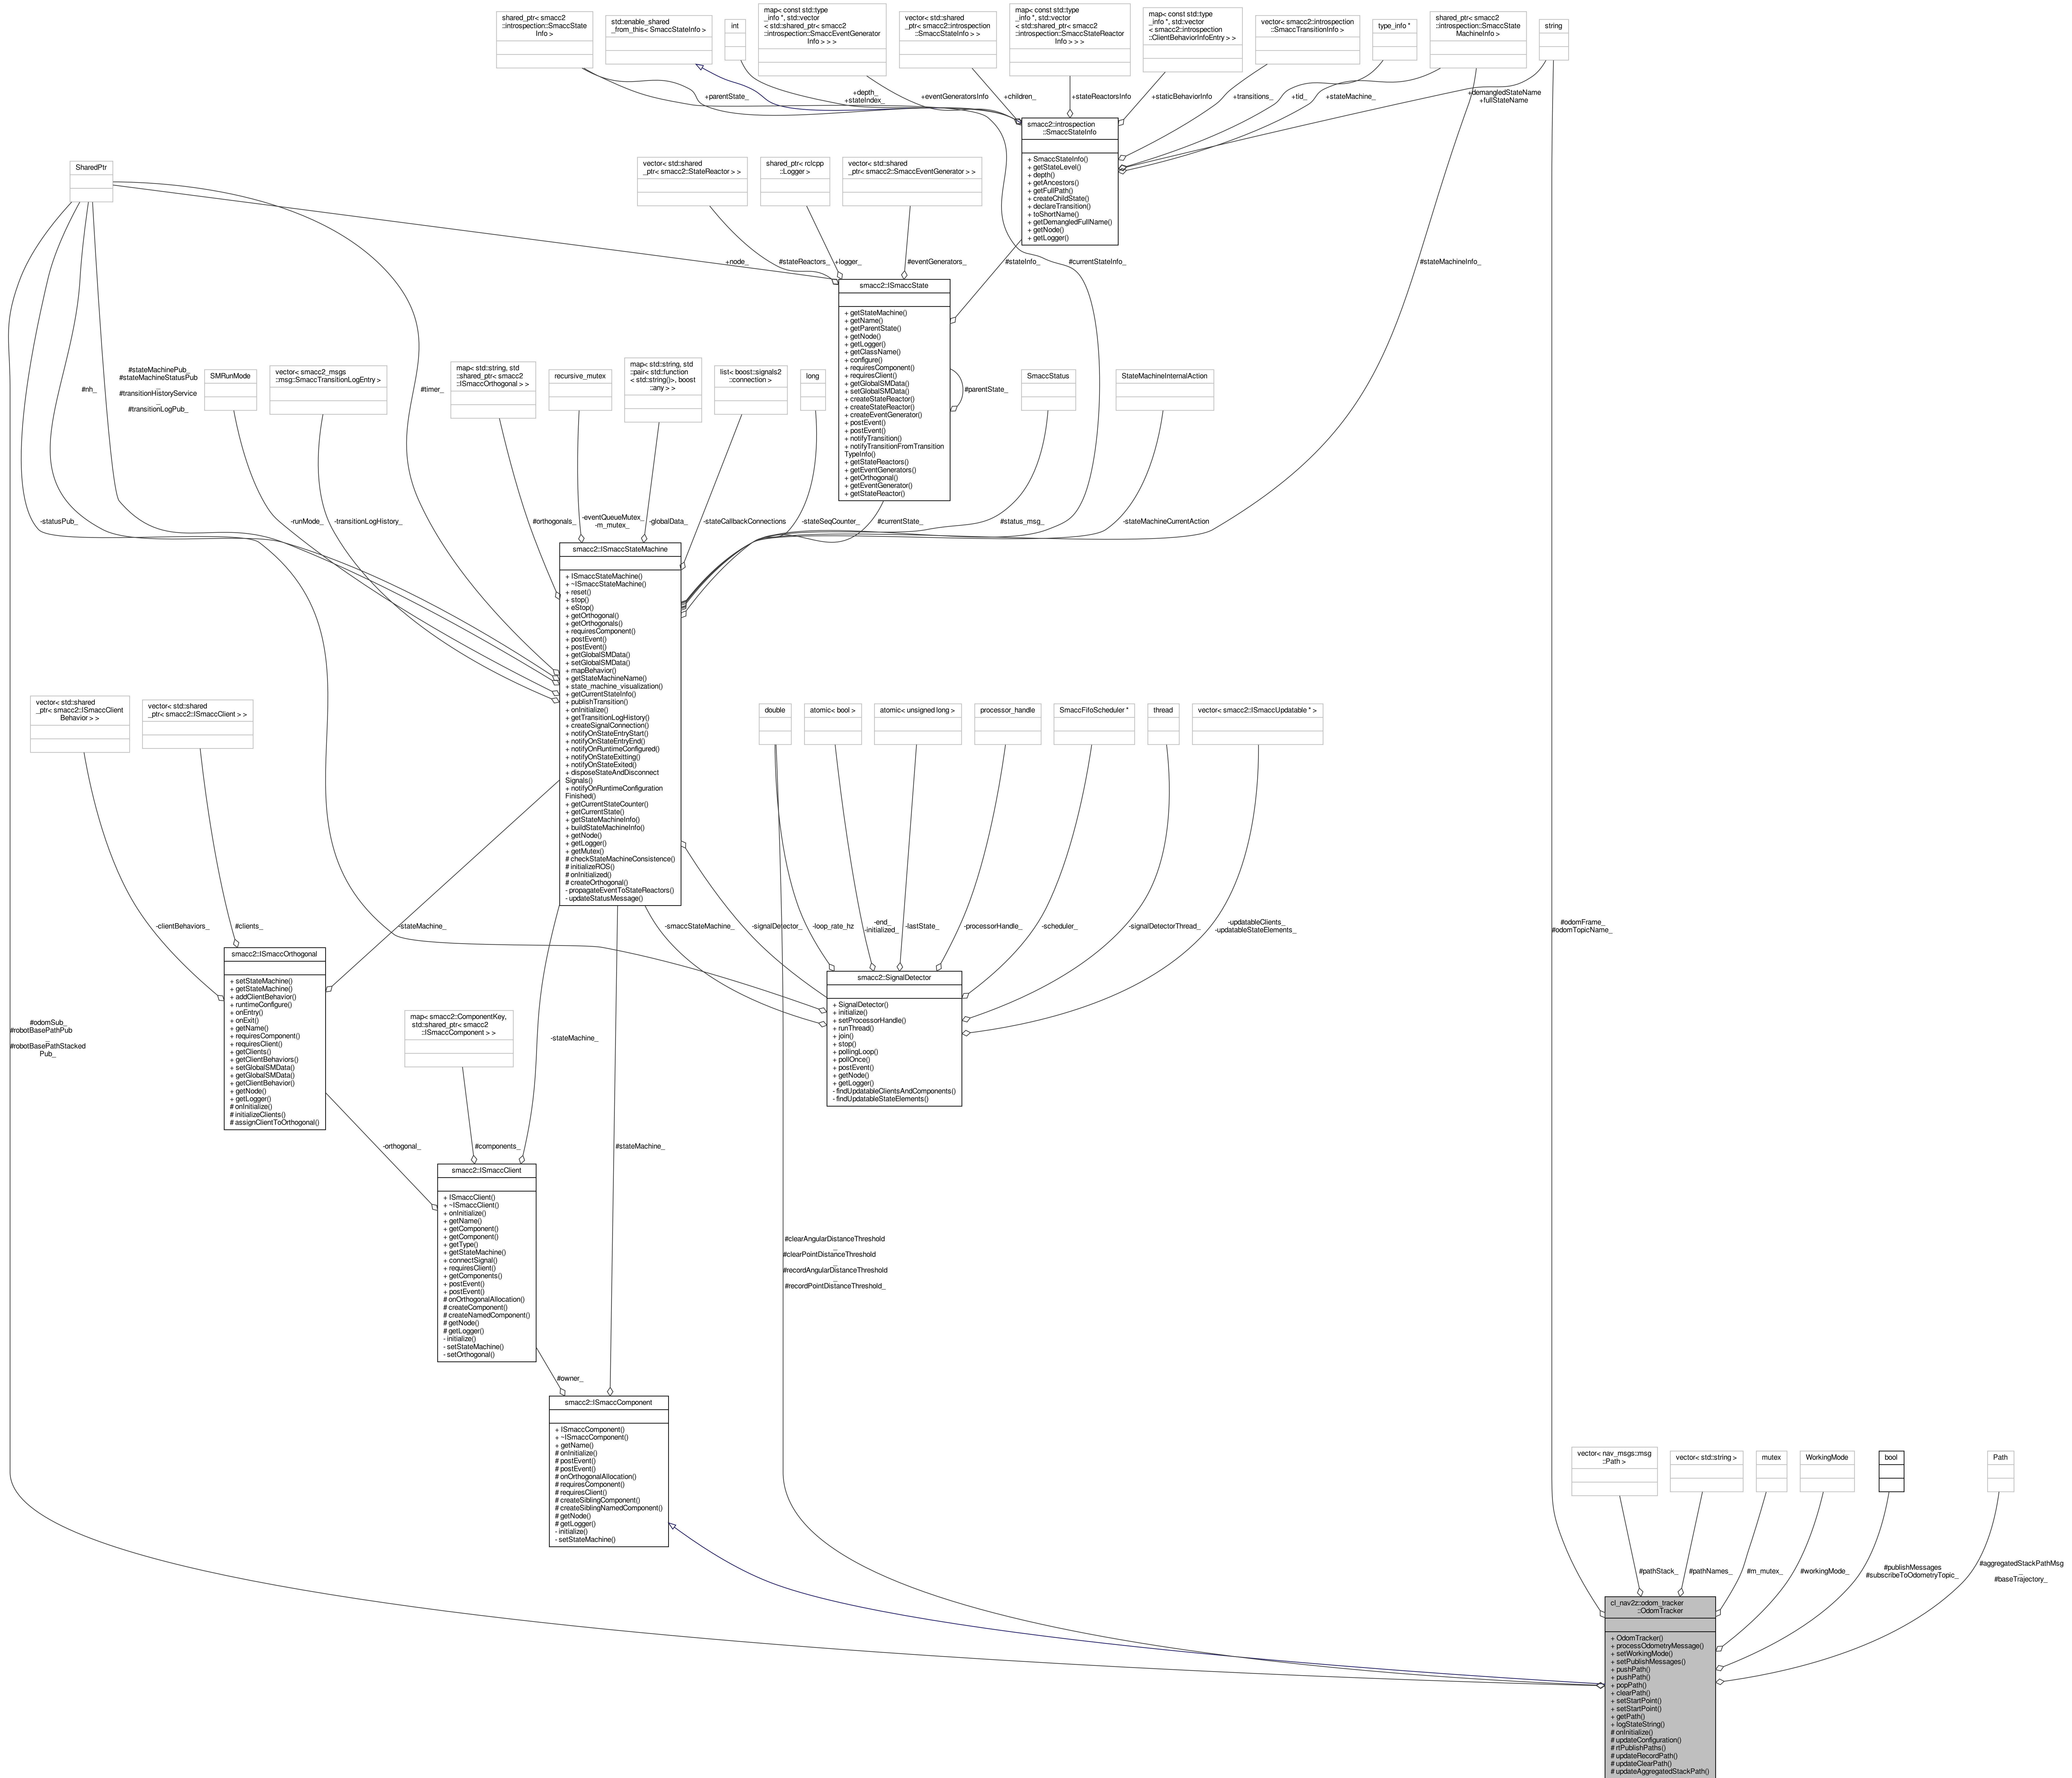 shared_ptr< smacc2
::introspection::SmaccState
Info >
std::enable_shared
_from_this< SmaccStateInfo >
int
map< const std::type
_info *, std::vector
< std::shared_ptr< smacc2
::introspection::SmaccEventGenerator
Info > > >
vector< std::shared
_ptr< smacc2::introspection
::SmaccStateInfo > >
map< const std::type
_info *, std::vector
< std::shared_ptr< smacc2
::introspection::SmaccStateReactor
Info > > >
map< const std::type
_info *, std::vector
< smacc2::introspection
::ClientBehaviorInfoEntry > >
vector< smacc2::introspection
::SmaccTransitionInfo >
type_info *
shared_ptr< smacc2
::introspection::SmaccState
MachineInfo >
string
+parentState_
+depth_
+stateIndex_
+eventGeneratorsInfo
+children_
+stateReactorsInfo
+staticBehaviorInfo
+transitions_
+tid_
+stateMachine_
+demangledStateName
+fullStateName
smacc2::introspection
::SmaccStateInfo
+ SmaccStateInfo()
+ getStateLevel()
+ depth()
+ getAncestors()
+ getFullPath()
+ createChildState()
+ declareTransition()
+ toShortName()
+ getDemangledFullName()
+ getNode()
+ getLogger()
SharedPtr
vector< std::shared
_ptr< smacc2::StateReactor > >
shared_ptr< rclcpp
::Logger >
vector< std::shared
_ptr< smacc2::SmaccEventGenerator > >
+node_
#stateReactors_
+logger_
#eventGenerators_
#stateInfo_
#currentStateInfo_
#stateMachineInfo_
smacc2::ISmaccState
+ getStateMachine()
+ getName()
+ getParentState()
+ getNode()
+ getLogger()
+ getClassName()
+ configure()
+ requiresComponent()
+ requiresClient()
+ getGlobalSMData()
+ setGlobalSMData()
+ createStateReactor()
+ createStateReactor()
+ createEventGenerator()
+ postEvent()
+ postEvent()
+ notifyTransition()
+ notifyTransitionFromTransition
TypeInfo()
+ getStateReactors()
+ getEventGenerators()
+ getOrthogonal()
+ getEventGenerator()
+ getStateReactor()
#parentState_
#nh_
#stateMachinePub_
#stateMachineStatusPub
_
#transitionHistoryService
_
#transitionLogPub_
SMRunMode
vector< smacc2_msgs
::msg::SmaccTransitionLogEntry >
#timer_
map< std::string, std
::shared_ptr< smacc2
::ISmaccOrthogonal > >
recursive_mutex
map< std::string, std
::pair< std::function
< std::string()>, boost
::any > >
list< boost::signals2
::connection >
long
SmaccStatus
StateMachineInternalAction
-statusPub_
-runMode_
-transitionLogHistory_
#orthogonals_
-eventQueueMutex_
-m_mutex_
-globalData_
-stateCallbackConnections
-stateSeqCounter_
#currentState_
#status_msg_
-stateMachineCurrentAction
smacc2::ISmaccStateMachine
+ ISmaccStateMachine()
+ ~ISmaccStateMachine()
+ reset()
+ stop()
+ eStop()
+ getOrthogonal()
+ getOrthogonals()
+ requiresComponent()
+ postEvent()
+ postEvent()
+ getGlobalSMData()
+ setGlobalSMData()
+ mapBehavior()
+ getStateMachineName()
+ state_machine_visualization()
+ getCurrentStateInfo()
+ publishTransition()
+ onInitialize()
+ getTransitionLogHistory()
+ createSignalConnection()
+ notifyOnStateEntryStart()
+ notifyOnStateEntryEnd()
+ notifyOnRuntimeConfigured()
+ notifyOnStateExitting()
+ notifyOnStateExited()
+ disposeStateAndDisconnect
Signals()
+ notifyOnRuntimeConfiguration
Finished()
+ getCurrentStateCounter()
+ getCurrentState()
+ getStateMachineInfo()
+ buildStateMachineInfo()
+ getNode()
+ getLogger()
+ getMutex()
# checkStateMachineConsistence()
# initializeROS()
# onInitialized()
# createOrthogonal()
- propagateEventToStateReactors()
- updateStatusMessage()
vector< std::shared
_ptr< smacc2::ISmaccClient
Behavior > >
vector< std::shared
_ptr< smacc2::ISmaccClient > >
double
atomic< bool >
atomic< unsigned long >
processor_handle
SmaccFifoScheduler *
thread
vector< smacc2::ISmaccUpdatable * >
-clientBehaviors_
#clients_
-stateMachine_
-smaccStateMachine_
-signalDetector_
-loop_rate_hz
-end_
-initialized_
-lastState_
-processorHandle_
-scheduler_
-signalDetectorThread_
-updatableClients_
-updatableStateElements_
#odomFrame_
#odomTopicName_
smacc2::ISmaccOrthogonal
+ setStateMachine()
+ getStateMachine()
+ addClientBehavior()
+ runtimeConfigure()
+ onEntry()
+ onExit()
+ getName()
+ requiresComponent()
+ requiresClient()
+ getClients()
+ getClientBehaviors()
+ setGlobalSMData()
+ getGlobalSMData()
+ getClientBehavior()
+ getNode()
+ getLogger()
# onInitialize()
# initializeClients()
# assignClientToOrthogonal()
smacc2::SignalDetector
+ SignalDetector()
+ initialize()
+ setProcessorHandle()
+ runThread()
+ join()
+ stop()
+ pollingLoop()
+ pollOnce()
+ postEvent()
+ getNode()
+ getLogger()
- findUpdatableClientsAndComponents()
- findUpdatableStateElements()
#odomSub_
#robotBasePathPub
_
#robotBasePathStacked
Pub_
map< smacc2::ComponentKey,
std::shared_ptr< smacc2
::ISmaccComponent > >
-stateMachine_
-orthogonal_
#components_
#stateMachine_
smacc2::ISmaccClient
+ ISmaccClient()
+ ~ISmaccClient()
+ onInitialize()
+ getName()
+ getComponent()
+ getComponent()
+ getType()
+ getStateMachine()
+ connectSignal()
+ requiresClient()
+ getComponents()
+ postEvent()
+ postEvent()
# onOrthogonalAllocation()
# createComponent()
# createNamedComponent()
# getNode()
# getLogger()
- initialize()
- setStateMachine()
- setOrthogonal()
#clearAngularDistanceThreshold
_
#clearPointDistanceThreshold
_
#recordAngularDistanceThreshold
_
#recordPointDistanceThreshold_
#owner_
smacc2::ISmaccComponent
+ ISmaccComponent()
+ ~ISmaccComponent()
+ getName()
# onInitialize()
# postEvent()
# postEvent()
# onOrthogonalAllocation()
# requiresComponent()
# requiresClient()
# createSiblingComponent()
# createSiblingNamedComponent()
# getNode()
# getLogger()
- initialize()
- setStateMachine()
vector< nav_msgs::msg
::Path >
vector< std::string >
mutex
WorkingMode
bool
Path
#pathStack_
#pathNames_
#m_mutex_
#workingMode_
#publishMessages
#subscribeToOdometryTopic_
#aggregatedStackPathMsg
_
#baseTrajectory_
cl_nav2z::odom_tracker
::OdomTracker
+ OdomTracker()
+ processOdometryMessage()
+ setWorkingMode()
+ setPublishMessages()
+ pushPath()
+ pushPath()
+ popPath()
+ clearPath()
+ setStartPoint()
+ setStartPoint()
+ getPath()
+ logStateString()
# onInitialize()
# updateConfiguration()
# rtPublishPaths()
# updateRecordPath()
# updateClearPath()
# updateAggregatedStackPath()